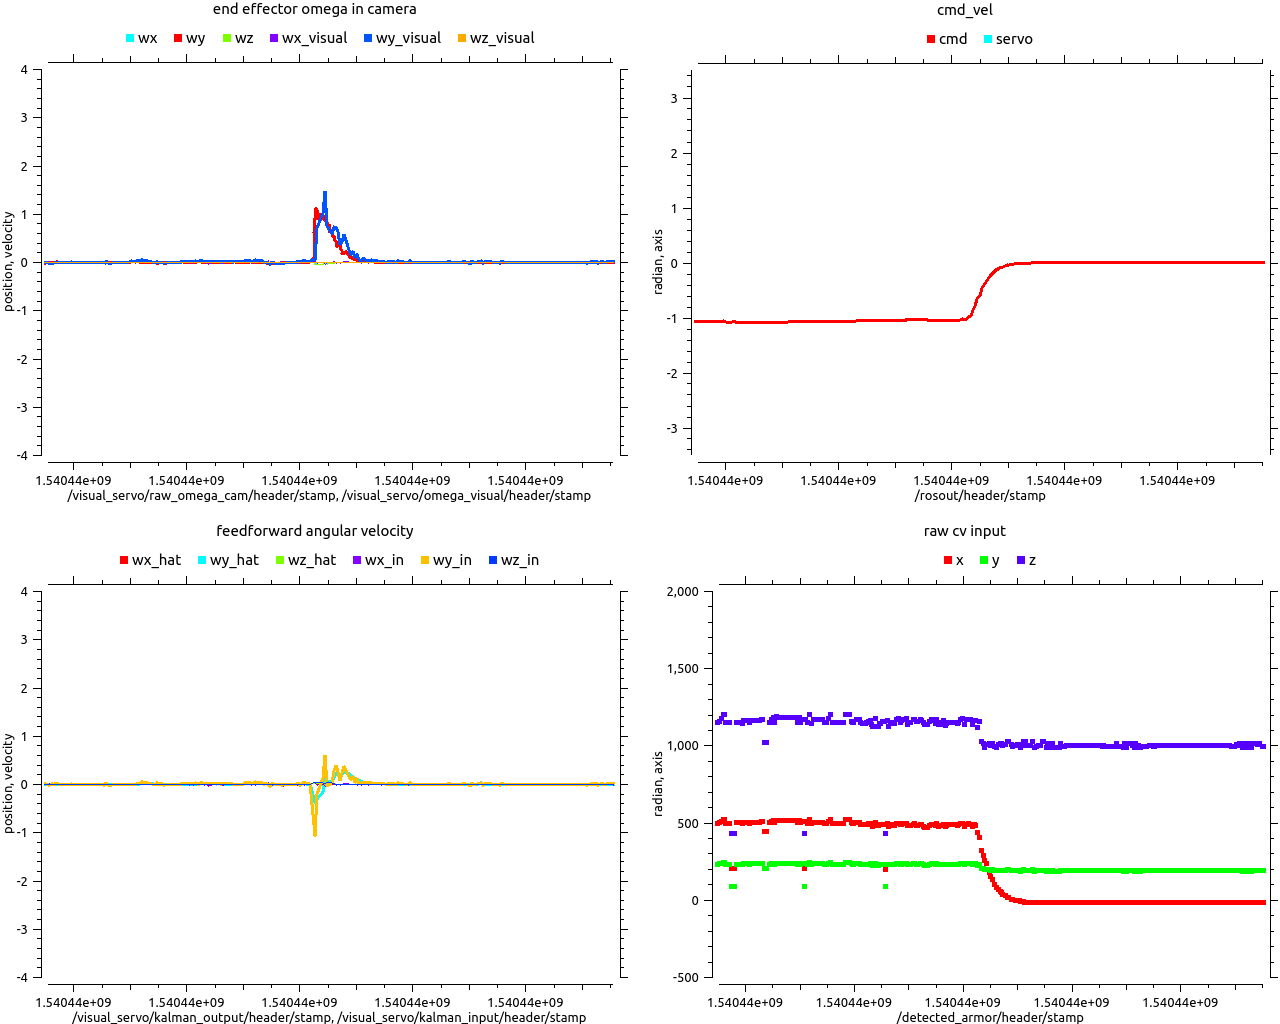 end effector omega in camera
wx wy wz wx_visual wy_visual wz_visual
4
3
2
1
0
-1
-2
-3
-4
position, velocity
1.54044e+09 1.54044e+09 1.54044e+09 1.54044e+09 1.54044e+09
/visual_servo/raw_omega_cam/header/stamp, /visual_servo/omega_visual/header/stamp
cmd_vel
cmd servo
3
2
1
0
-1
-2
-3
radian, axis
1.54044e+09 1.54044e+09 1.54044e+09 1.54044e+09 1.54044e+09
/rosout/header/stamp
feedforward angular velocity
wx_hat wy_hat wz_hat wx_in wy_in wz_in
4
3
2
1
0
-1
-2
-3
-4
position, velocity
1.54044e+09 1.54044e+09 1.54044e+09 1.54044e+09 1.54044e+09
/visual_servo/kalman_output/header/stamp, /visual_servo/kalman_input/header/stamp
raw cv input
x y z
2,000
1,500
1,000
500
0
-500
radian, axis
1.54044e+09 1.54044e+09 1.54044e+09 1.54044e+09 1.54044e+09
/detected_armor/header/stamp